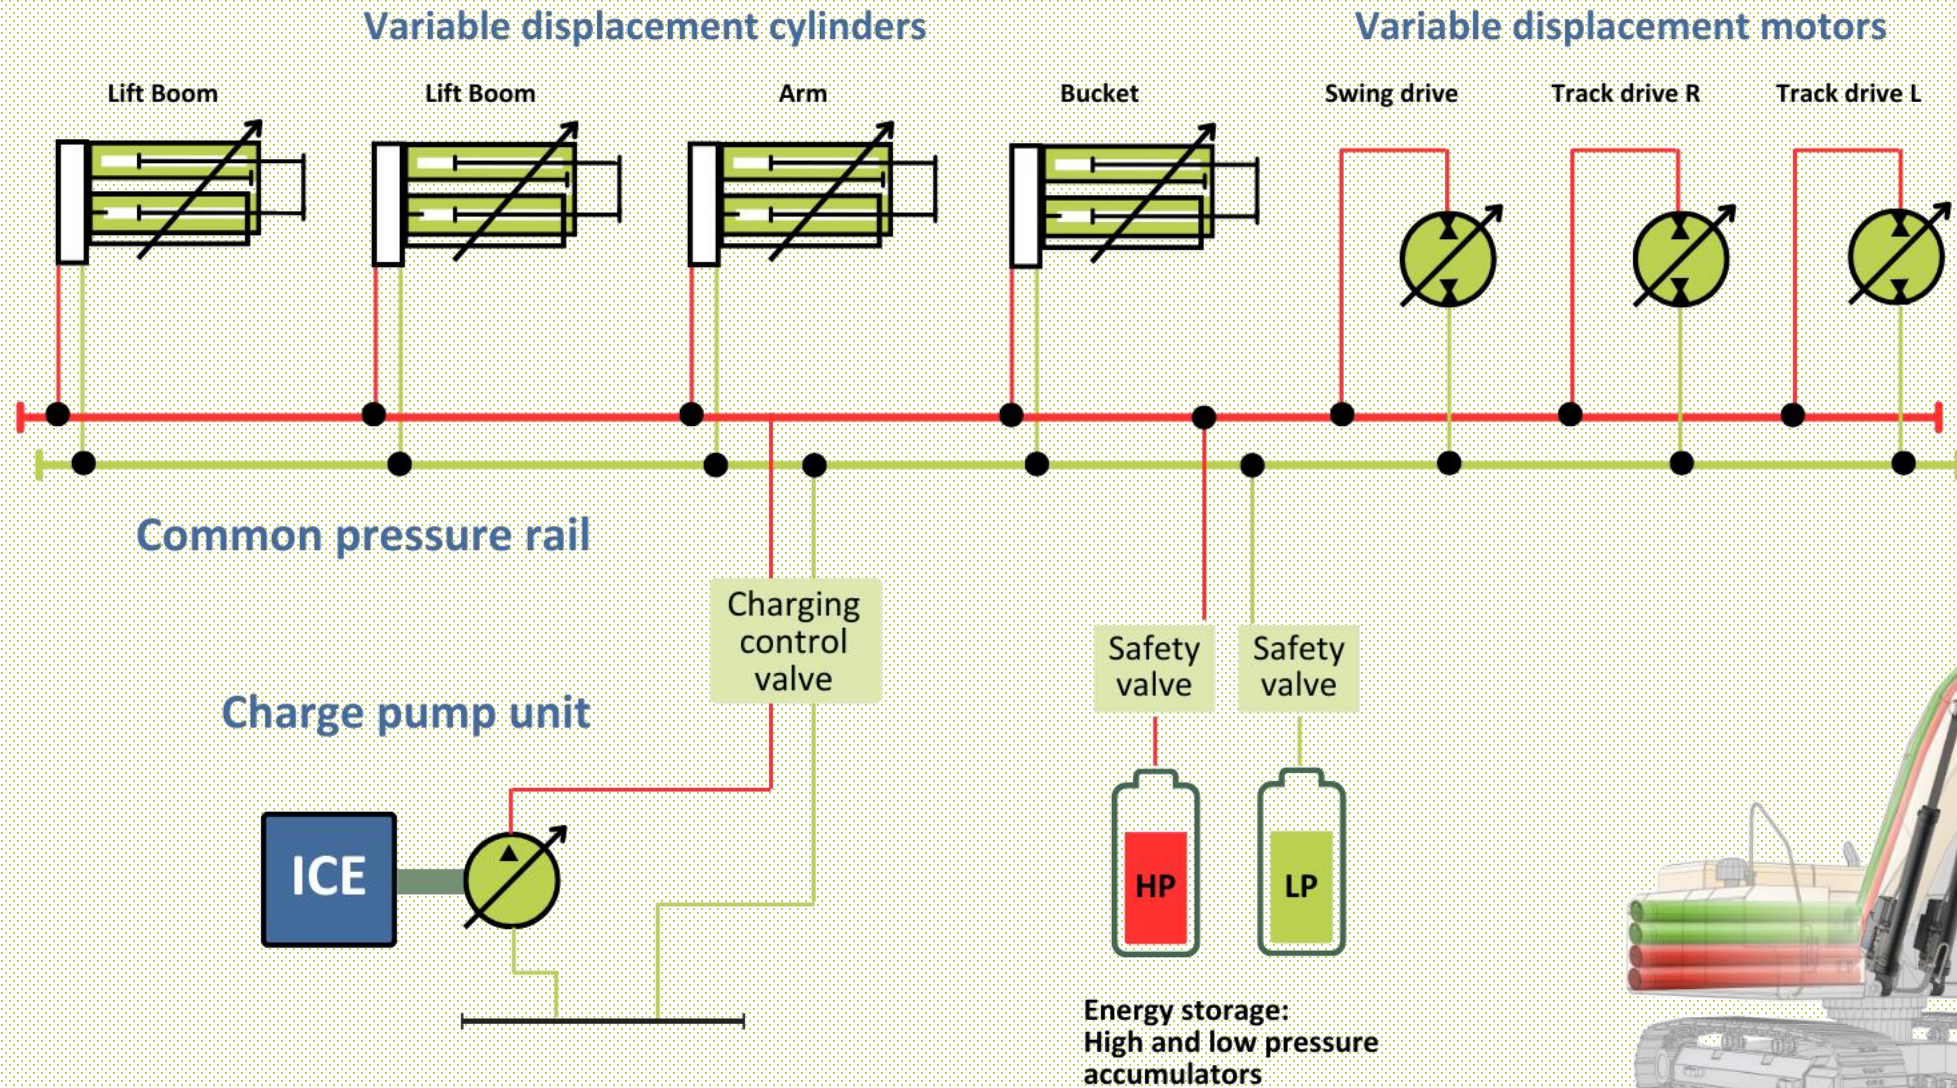 Variable displacement cylinders
Variable displacement motors
Lift Boom
Lift Boom
Arm
Bucket
Swing drive
Track drive R
Track drive L
Common pressure rail
Charging
control
valve
Safety
valve
Safety
valve
Charge pump unit
ICE
HP
LP
Energy storage:
High and low pressure
accumulators